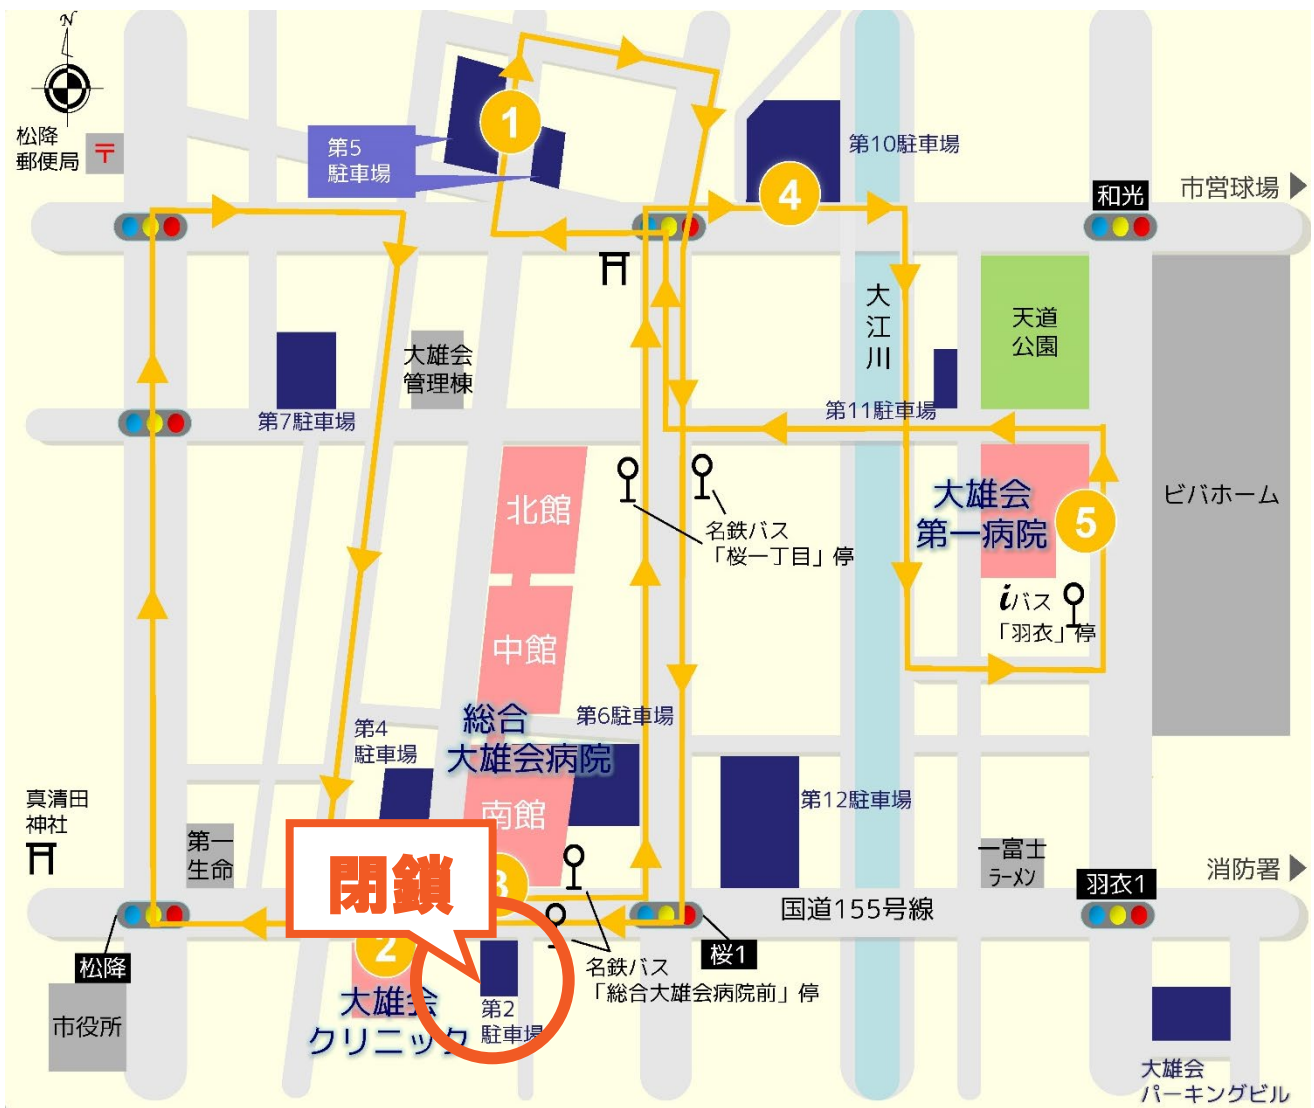 N
松降
郵便局
〒
第5
駐車場
1
第10駐車場
4
和光
市営球場
大江川
天道
公園
大雄会
管理棟
第7駐車場
第11駐車場
北館
名鉄バス
「桜一丁目」停
大雄会
第一病院
5
ビバホーム
iバス
「羽衣」停
中館
第4
駐車場
総合
大雄会病院
第6駐車場
南館
第12駐車場
真清田
神社
第一
生命
閉鎖
3
一富士
ラーメン
羽衣1
消防署
国道155号線
松降
2
桜1
名鉄バス
「総合大雄会病院前」停
市役所
大雄会
クリニック
第2
駐車場
大雄会
パーキングビル